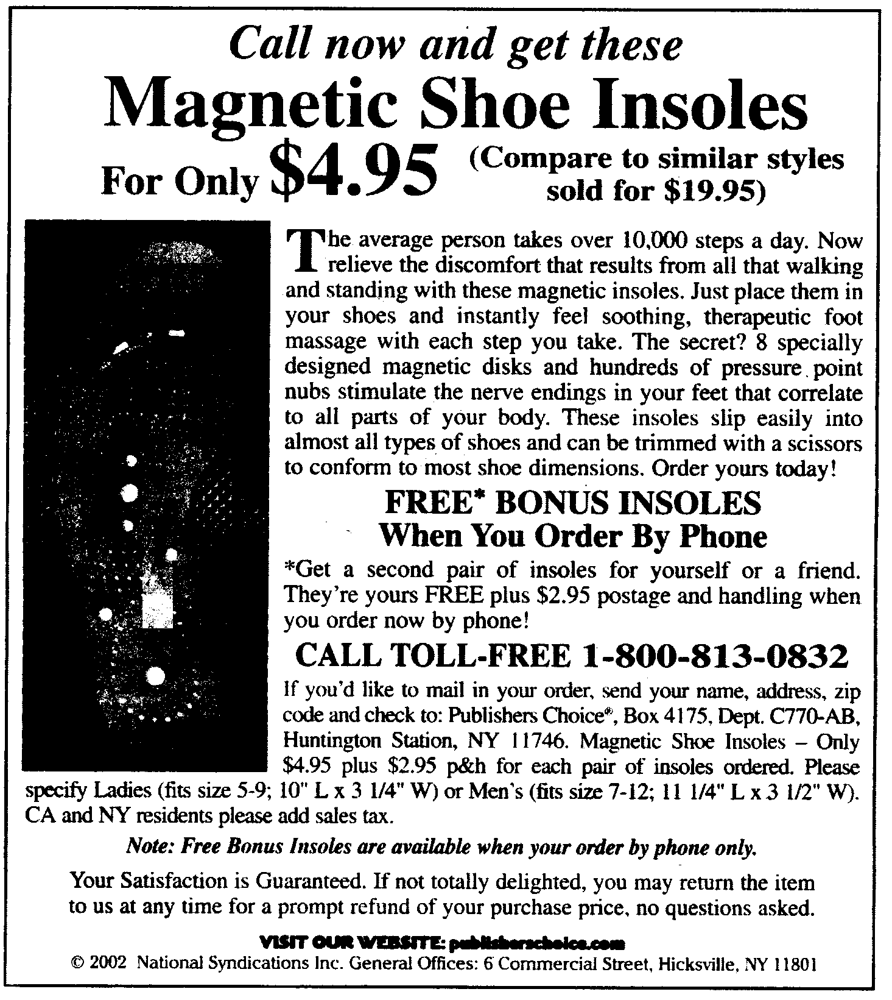 Call now and get these
Magnetic Shoe Insoles
For Only $4.95 (Compare to similar styles
sold for $19.95)
The average person takes over 10,000 steps a day. Now
relieve the discomfort that results from all that walking
and standing with these magnetic insoles. Just place them in
your shoes and instantly feel soothing, therapeutic foot
massage with each step you take. The secret? 8 specially
designed magnetic disks and hundreds of pressure point
nubs stimulate the nerve endings in your feet that correlate
to all parts of your body. These insoles slip easily into
almost all types of shoes and can be trimmed with a scissors
to conform to most shoe dimensions. Order yours today!
FREE* BONUS INSOLES
When You Order By Phone
*Get a second pair of insoles for yourself or a friend.
They're yours FREE plus $2.95 postage and handling when
you order now by phone!
CALL TOLL-FREE 1-800-813-0832
If you'd like to mail in your order, send your name, address, zip
code and check to: Publishers Choice®, Box 4175, Dept. C770-AB,
Huntington Station, NY 11746. Magnetic Shoe Insoles – Only
$4.95 plus $2.95 p&h for each pair of insoles ordered. Please
specify Ladies (fits size 5-9; 10" L x 3 1/4" W) or Men's (fits size 7-12; 11 1/4" L x 3 1/2" W).
CA and NY residents please add sales tax.
Note: Free Bonus Insoles are available when your order by phone only.
Your Satisfaction is Guaranteed. If not totally delighted, you may return the item
to us at any time for a prompt refund of your purchase price, no questions asked.
VISIT OUR WEBSITE: publisherschoice.com
© 2002 National Syndications Inc. General Offices: 6 Commercial Street, Hicksville, NY 11801